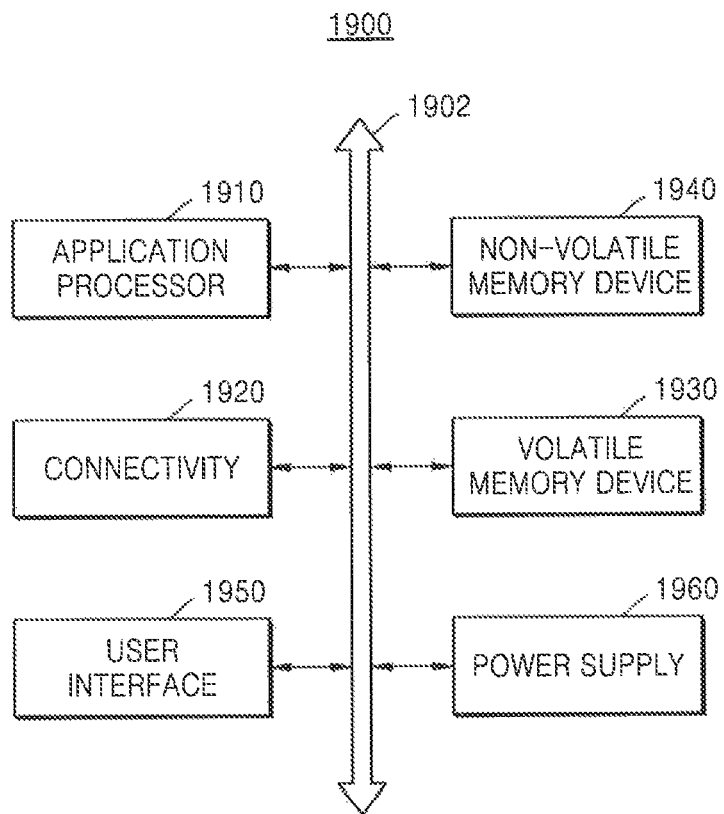 1900
1902
1910
APPLICATION
PROCESSOR
1940
NON-VOLATILE
MEMORY DEVICE
1920
CONNECTIVITY
1930
VOLATILE
MEMORY DEVICE
1950
USER
INTERFACE
1960
POWER SUPPLY